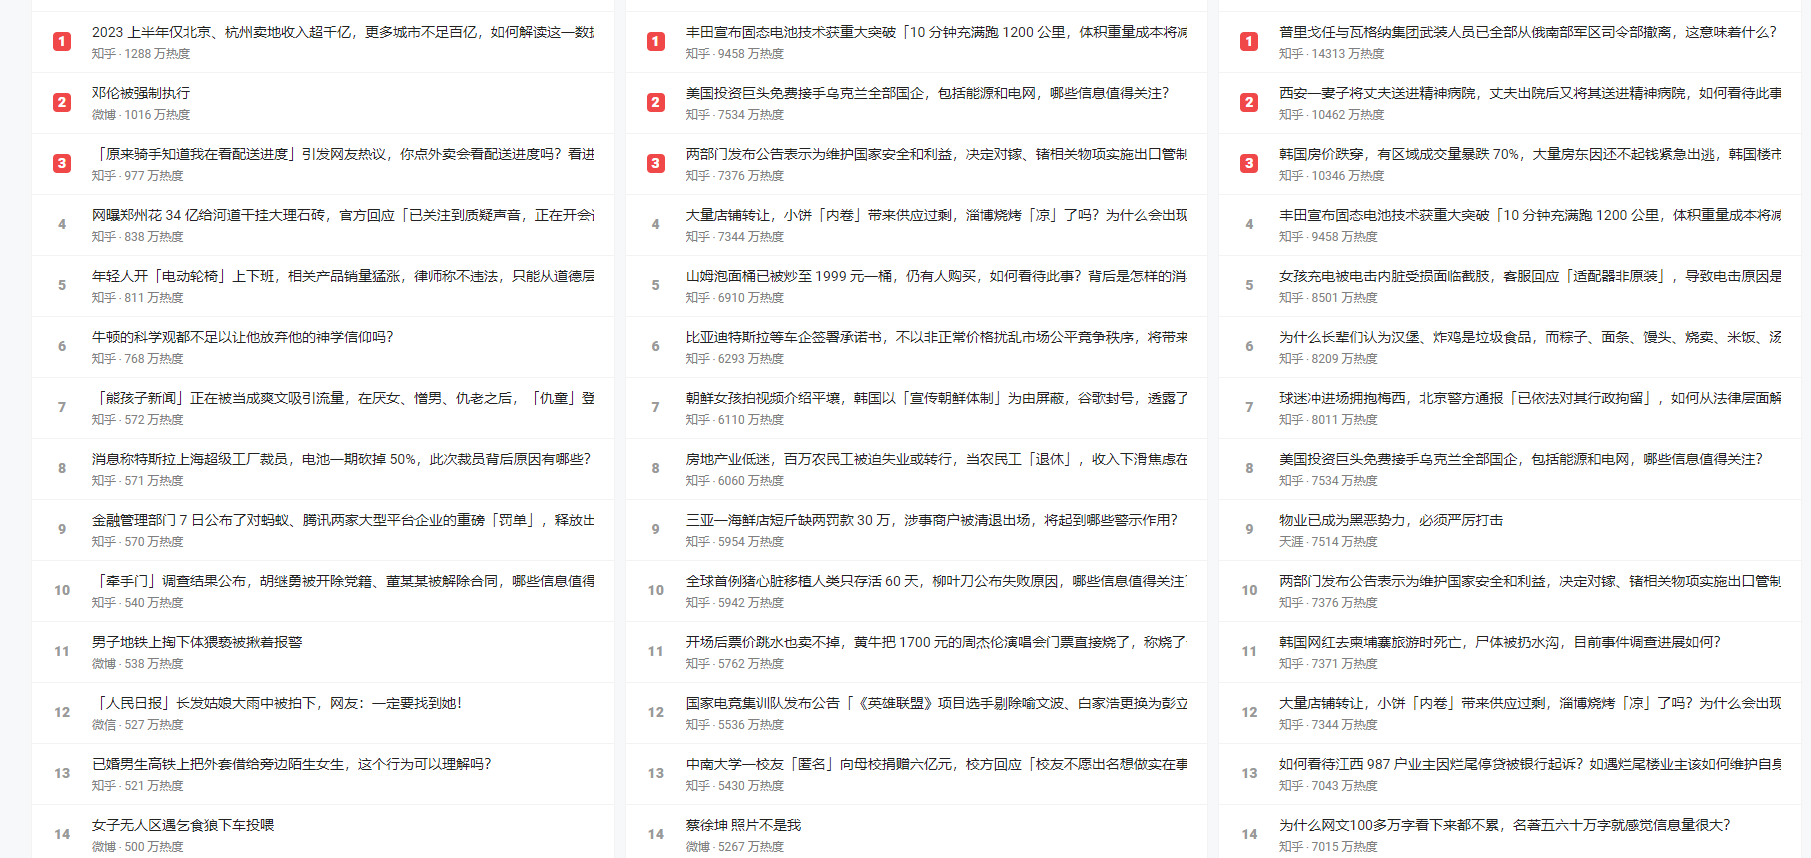 1
2023 上半年仅北京、杭州卖地收入超千亿，更多城市不足百亿，如何解读这一数据
知乎 · 1288 万热度
2
邓伦被强制执行
微博 · 1016 万热度
3
「原来骑手知道我在看配送进度」引发网友热议，你点外卖会看配送进度吗？看进
知乎 · 977 万热度
4
网曝郑州花 34 亿给河道干挂大理石砖，官方回应「已关注到质疑声音，正在开会
知乎 · 838 万热度
5
年轻人开「电动轮椅」上下班，相关产品销量猛涨，律师称不违法，只能从道德层
知乎 · 811 万热度
6
牛顿的科学观都不足以让他放弃他的神学信仰吗？
知乎 · 768 万热度
7
「熊孩子新闻」正在被当成爽文吸引流量，在厌女、憎男、仇老之后，「仇童」登
知乎 · 572 万热度
8
消息称特斯拉上海超级工厂裁员，电池一期砍掉 50%，此次裁员背后原因有哪些？
知乎 · 571 万热度
9
金融管理部门 7 日公布了对蚂蚁、腾讯两家大型平台企业的重磅「罚单」，释放出
知乎 · 570 万热度
10
「牵手门」调查结果公布，胡继勇被开除党籍、董某某被解除合同，哪些信息值得
知乎 · 540 万热度
11
男子地铁上掏下体猥亵被揪着报警
微博 · 538 万热度
12
「人民日报」长发姑娘大雨中被拍下，网友：一定要找到她！
微信 · 527 万热度
13
已婚男生高铁上把外套借给旁边陌生女生，这个行为可以理解吗？
知乎 · 521 万热度
14
女子无人区遇乞食狼下车投喂
微博 · 500 万热度
1
丰田宣布固态电池技术获重大突破「10 分钟充满跑 1200 公里，体积重量成本将减
知乎 · 9458 万热度
2
美国投资巨头免费接手乌克兰全部国企，包括能源和电网，哪些信息值得关注？
知乎 · 7534 万热度
3
两部门发布公告表示为维护国家安全和利益，决定对镓、锗相关物项实施出口管制
知乎 · 7376 万热度
4
大量店铺转让，小饼「内卷」带来供应过剩，淄博烧烤「凉」了吗？为什么会出现
知乎 · 7344 万热度
5
山姆泡面桶已被炒至 1999 元一桶，仍有人购买，如何看待此事？背后是怎样的消
知乎 · 6910 万热度
6
比亚迪特斯拉等车企签署承诺书，不以非正常价格扰乱市场公平竞争秩序，将带来
知乎 · 6293 万热度
7
朝鲜女孩拍视频介绍平壤，韩国以「宣传朝鲜体制」为由屏蔽，谷歌封号，透露了
知乎 · 6110 万热度
8
房地产业低迷，百万农民工被迫失业或转行，当农民工「退休」，收入下滑焦虑在
知乎 · 6060 万热度
9
三亚一海鲜店短斤缺两罚款 30 万，涉事商户被清退出场，将起到哪些警示作用？
知乎 · 5954 万热度
10
全球首例猪心脏移植人类只存活 60 天，柳叶刀公布失败原因，哪些信息值得关注
知乎 · 5942 万热度
11
开场后票价跳水也卖不掉，黄牛把 1700 元的周杰伦演唱会门票直接烧了，称烧了
知乎 · 5762 万热度
12
国家电竞集训队发布公告「《英雄联盟》项目选手剔除喻文波、白家浩更换为彭立
知乎 · 5536 万热度
13
中南大学一校友「匿名」向母校捐赠六亿元，校方回应「校友不愿出名想做实在事
知乎 · 5430 万热度
14
蔡徐坤 照片不是我
微博 · 5267 万热度
1
普里戈任与瓦格纳集团武装人员已全部从俄南部军区司令部撤离，这意味着什么？
知乎 · 14313 万热度
2
西安一妻子将丈夫送进精神病院，丈夫出院后又将其送进精神病院，如何看待此事
知乎 · 10462 万热度
3
韩国房价跌穿，有区域成交量暴跌 70%，大量房东因还不起钱紧急出逃，韩国楼市
知乎 · 10346 万热度
4
丰田宣布固态电池技术获重大突破「10 分钟充满跑 1200 公里，体积重量成本将减
知乎 · 9458 万热度
5
女孩充电被电击内脏受损面临截肢，客服回应「适配器非原装」，导致电击原因是
知乎 · 8501 万热度
6
为什么长辈们认为汉堡、炸鸡是垃圾食品，而粽子、面条、馒头、烧卖、米饭、汤
知乎 · 8209 万热度
7
球迷冲进场拥抱梅西，北京警方通报「已依法对其行政拘留」，如何从法律层面解
知乎 · 8011 万热度
8
美国投资巨头免费接手乌克兰全部国企，包括能源和电网，哪些信息值得关注？
知乎 · 7534 万热度
9
物业已成为黑恶势力，必须严厉打击
天涯 · 7514 万热度
10
两部门发布公告表示为维护国家安全和利益，决定对镓、锗相关物项实施出口管制
知乎 · 7376 万热度
11
韩国网红去柬埔寨旅游时死亡，尸体被扔水沟，目前事件调查进展如何？
知乎 · 7371 万热度
12
大量店铺转让，小饼「内卷」带来供应过剩，淄博烧烤「凉」了吗？为什么会出现
知乎 · 7344 万热度
13
如何看待江西 987 户业主因烂尾停贷被银行起诉？如遇烂尾楼业主该如何维护自身
知乎 · 7043 万热度
14
为什么网文100多万字看下来都不累，名著五六十万字就感觉信息量很大？
知乎 · 7015 万热度